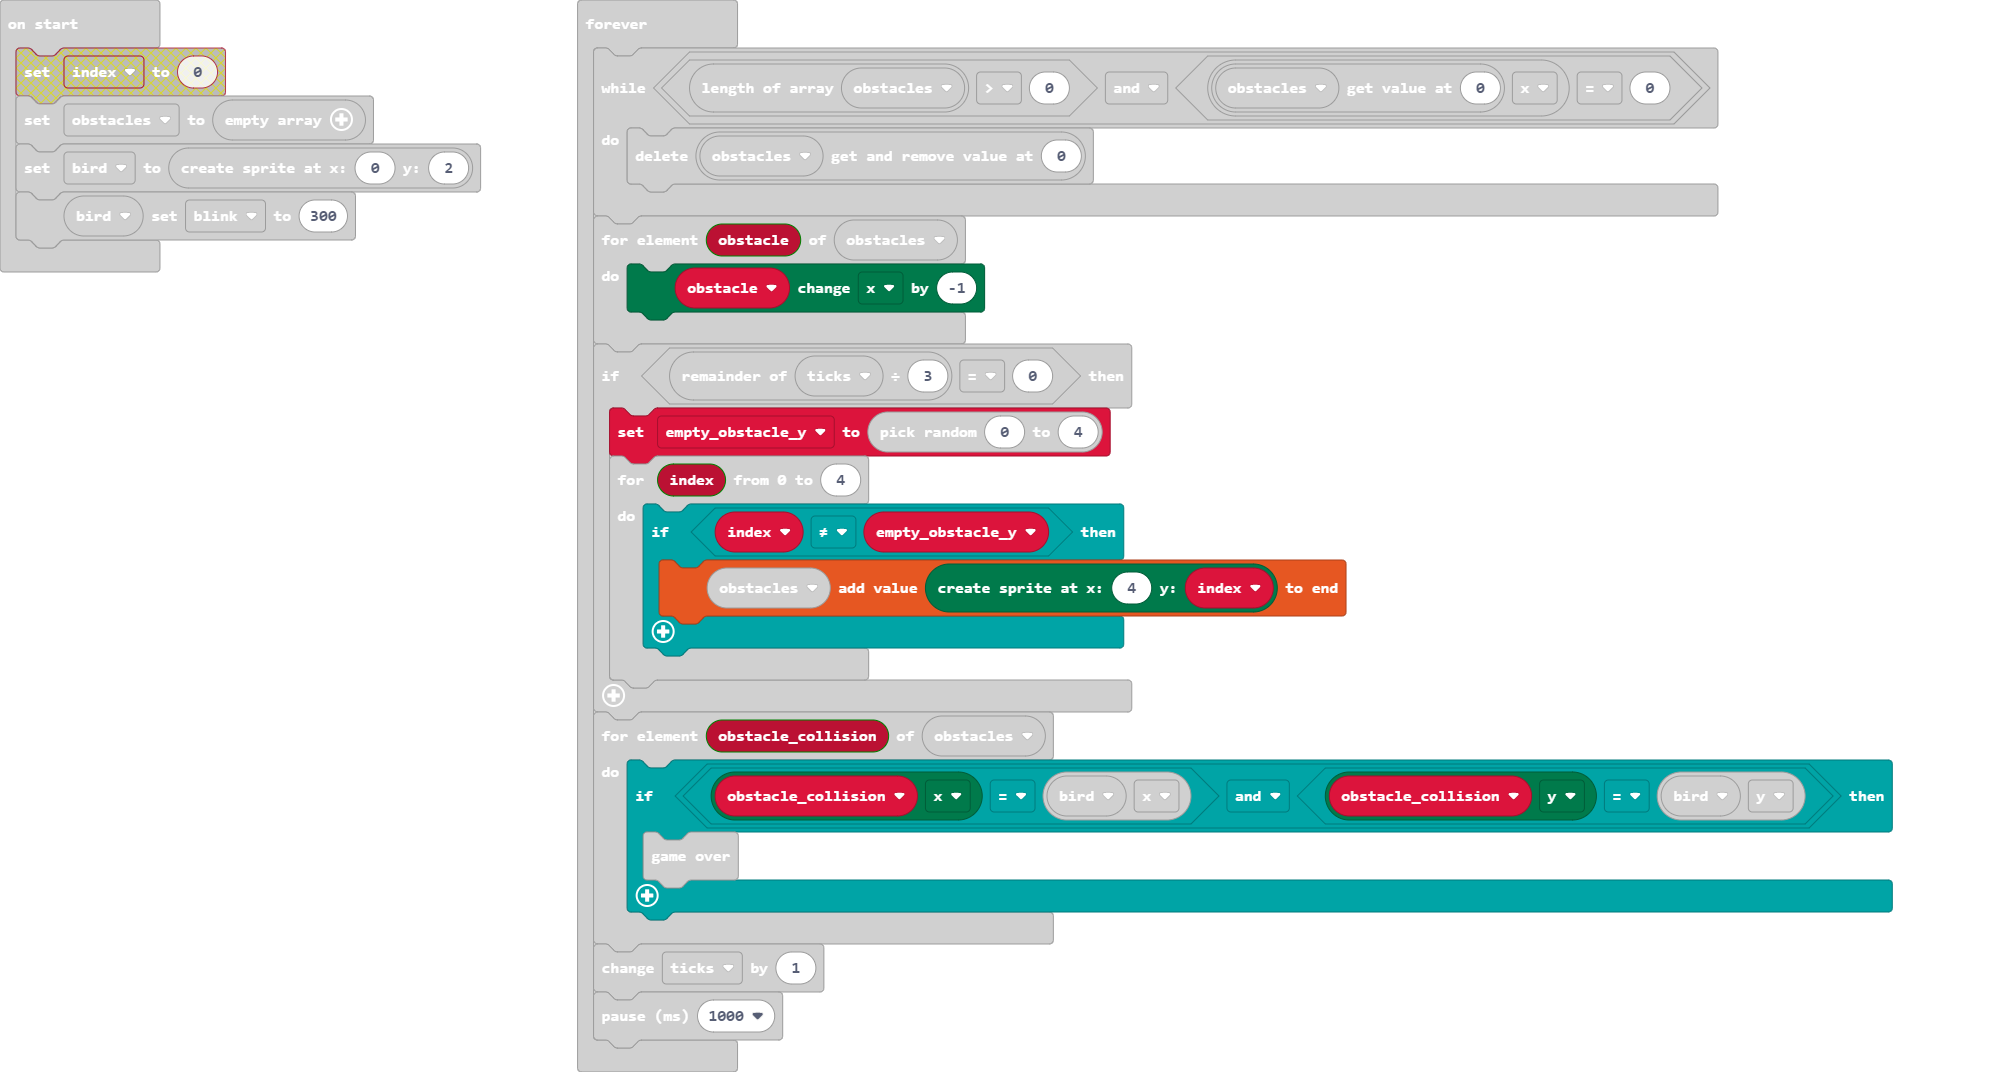 on start
set index to 0
set obstacles to empty array
set bird to create sprite at x: 0 y: 2
bird set blink to 300
forever
while length of array obstacles > 0 and obstacles get value at 0 x = 0
do
delete obstacles get and remove value at 0
for element obstacle of obstacles
do
obstacle change x by -1
if remainder of ticks ÷ 3 = 0 then
set empty_obstacle_y to pick random 0 to 4
for index from 0 to 4
do
if index ≠ empty_obstacle_y then
obstacles add value create sprite at x: 4 y: index to end
for element obstacle_collision of obstacles
do
if obstacle_collision x = bird x and obstacle_collision y = bird y then
game over
change ticks by 1
pause (ms) 1000